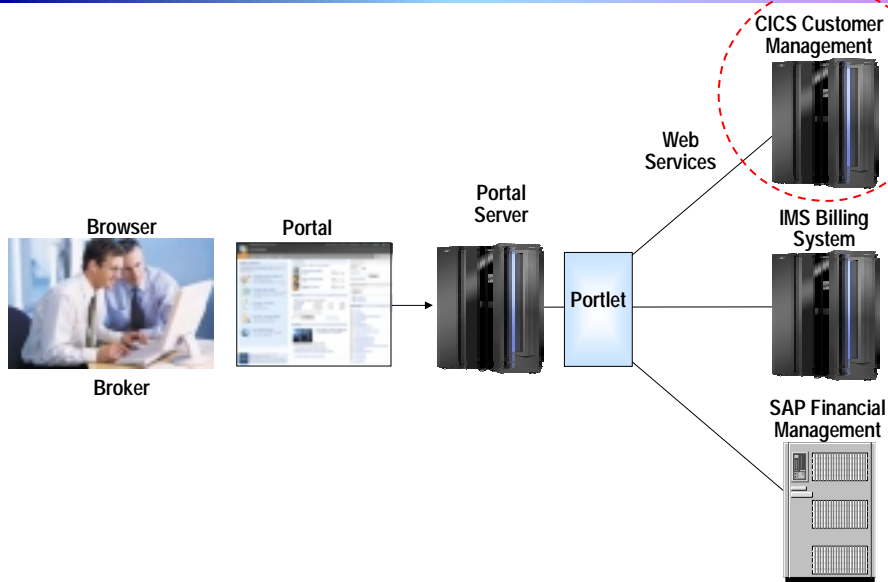 CICS Customer
Management
Web
Services
Portal
Server
IMS Billing
System
Browser
Portal
Portlet
Broker
SAP Financial
Management